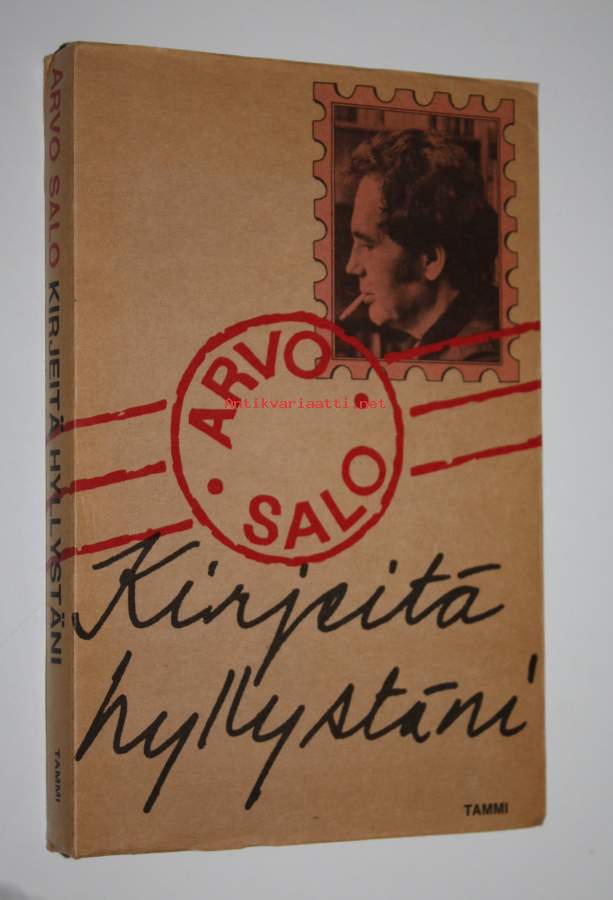 ARVO SALO KIRJEITÄ HYLLYSTÄNI
TAMMI
ARVO
Antikvariaatti.net
SALO
Kirjeitä
hyllystäni
TAMMI